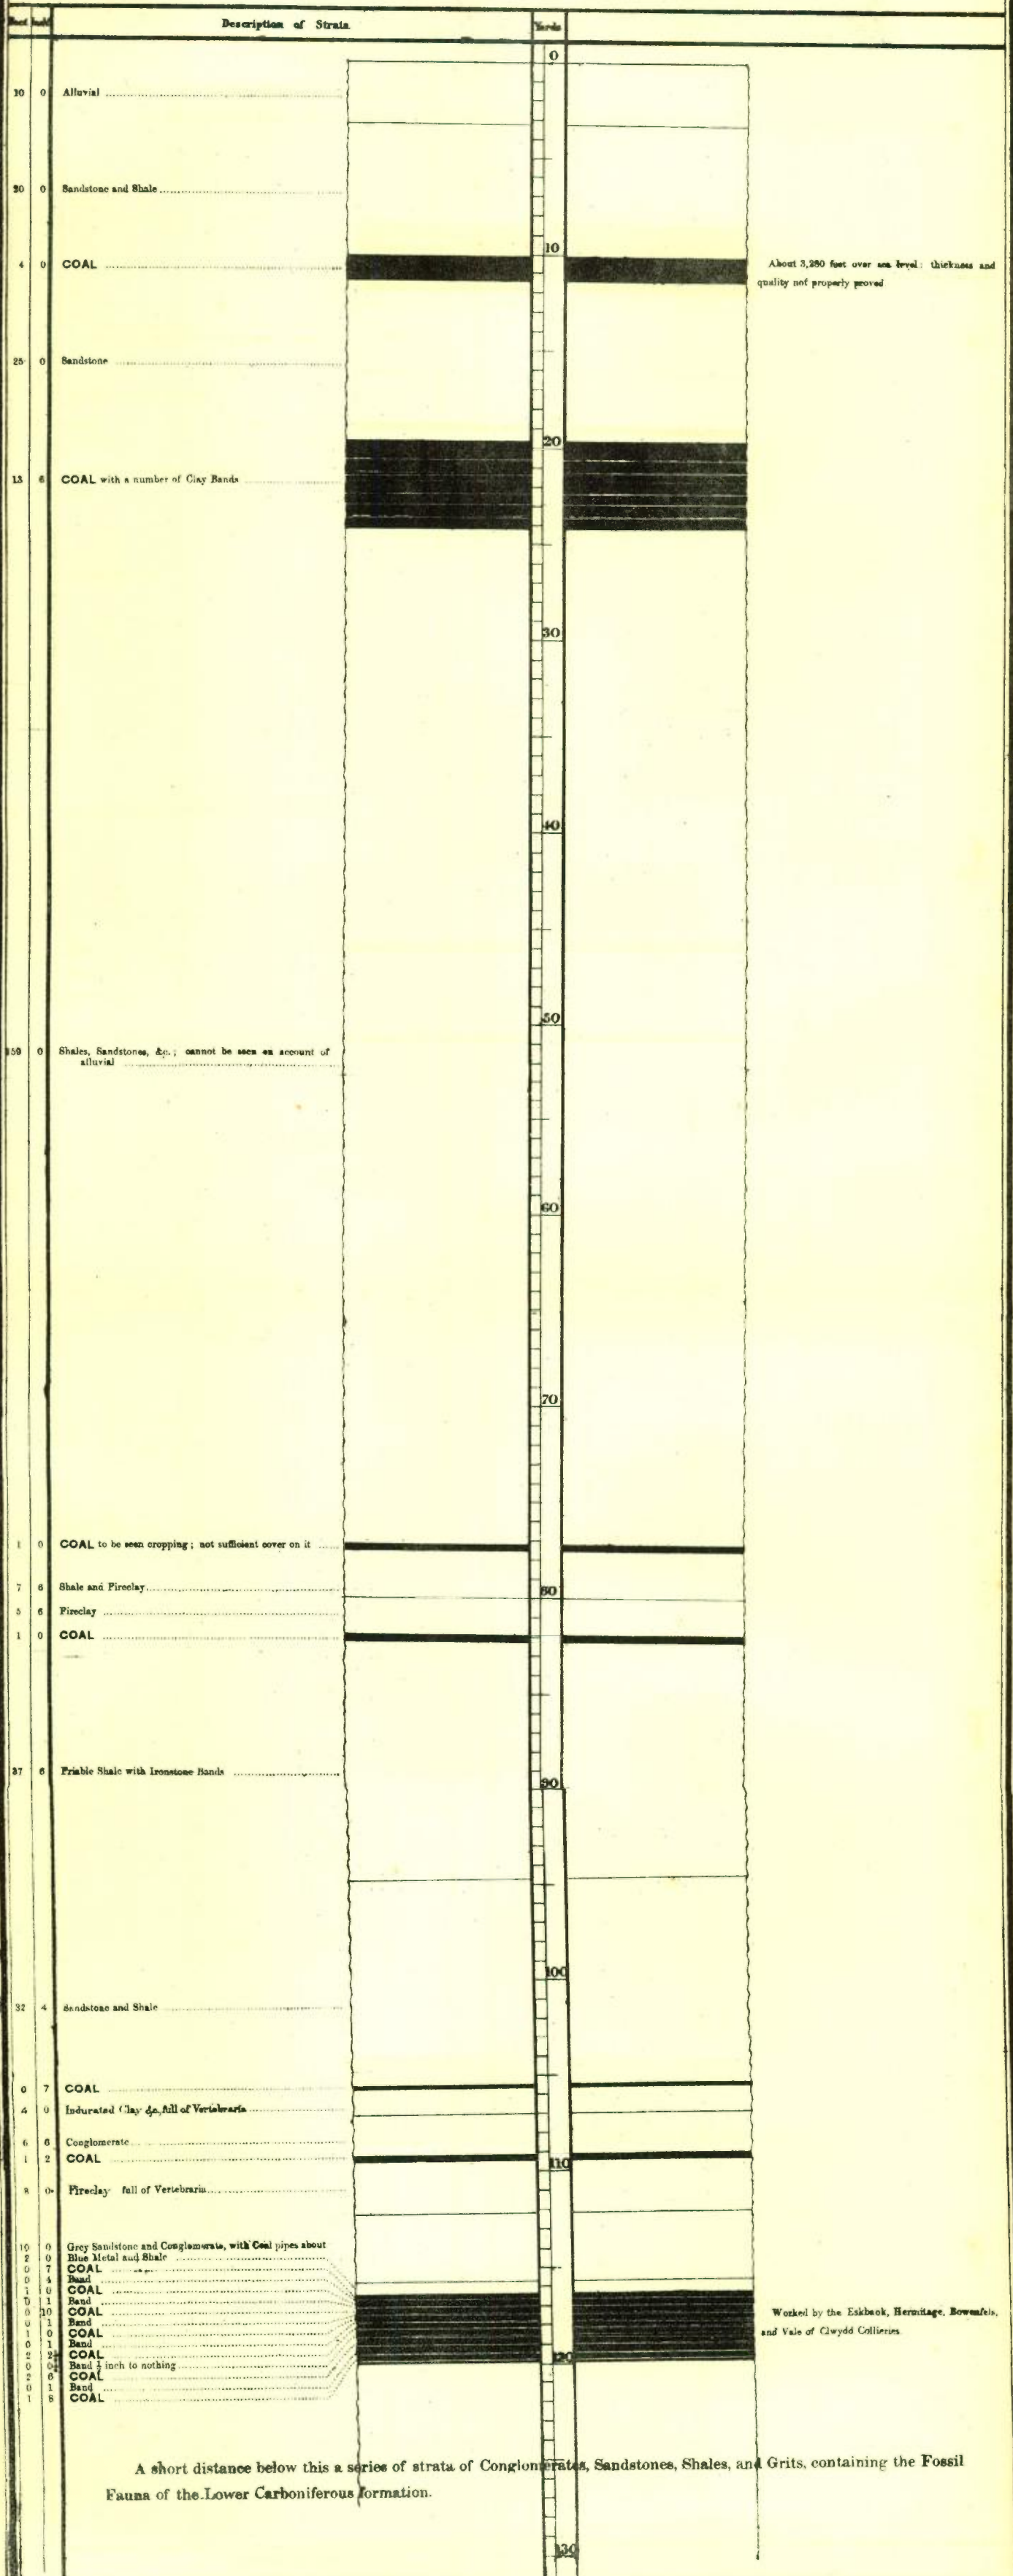 Feet Inch Description of Strata Yards
0
10 0 Alluvial
20 0 Sandstone and Shale
10
4 0 COAL About 3,280 feet over sea level: thickness and
quality not properly proved
25 0 Sandstone
20
13 6 COAL with a number of Clay Bands
30
40
50
159 0 Shales, Sandstones, &c.; cannot be seen on account of
alluvial
60
70
1 0 COAL to be seen cropping; not sufficient cover on it
7 6 Shale and Fireclay
80
5 6 Fireclay
1 0 COAL
37 6 Friable Shale with Ironstone Bands
90
100
32 4 Sandstone and Shale
0 7 COAL
4 0 Indurated Clay &c., full of Vertebraria
6 6 Conglomerate
1 2 COAL
110
8 0 Fireclay full of Vertebraria
10 0 Grey Sandstone and Conglomerate, with Coal pipes about
2 0 Blue Metal and Shale
0 7 COAL
0 4 Band
1 0 COAL
0 1 Band
0 10 COAL Worked by the Eskbank, Hermitage, Bowenfels,
0 1 Band
1 0 COAL and Vale of Clwydd Collieries
0 1 Band
2 2½ COAL
120
0 0½ Band ½ inch to nothing
2 6 COAL
0 1 Band
1 8 COAL
A short distance below this a series of strata of Conglomerates, Sandstones, Shales, and Grits, containing the Fossil
Fauna of the Lower Carboniferous formation.
130